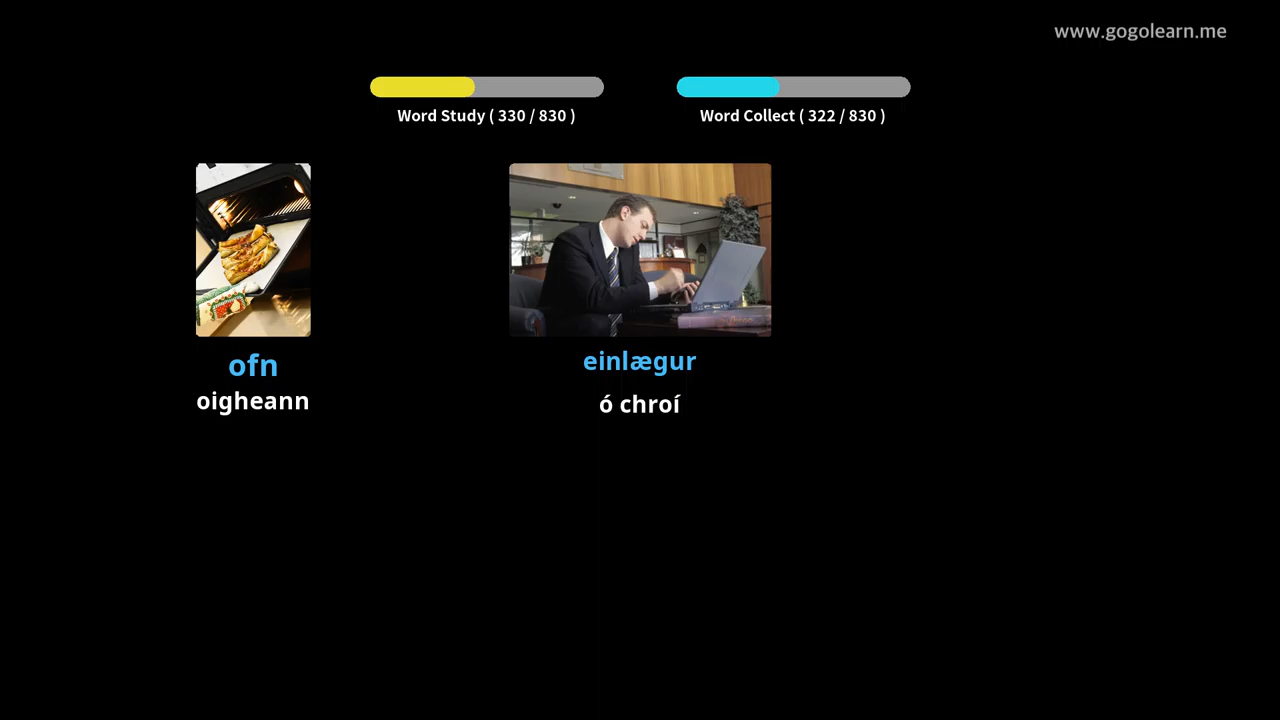 www.gogolearn.me
Word Study ( 330 / 830 )
Word Collect ( 322 / 830 )
ofn
oigheann
einlægur
ó chroí